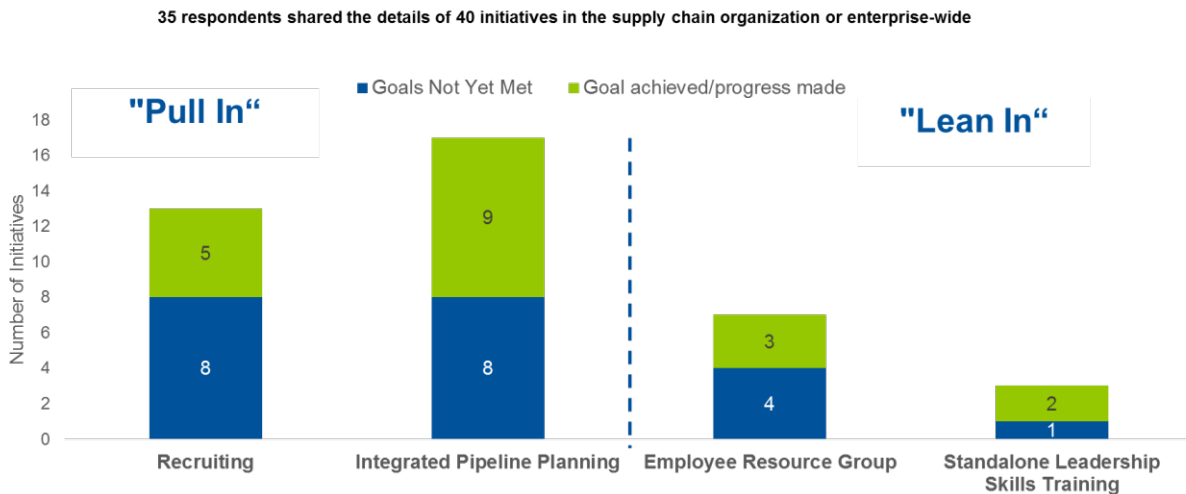 35 respondents shared the details of 40 initiatives in the supply chain organization or enterprise-wide
Goals Not Yet Met
Goal achieved/progress made
"Pull In“
"Lean In“
Number of Initiatives
18
16
14
12
10
8
6
4
2
0
5
8
9
8
3
4
2
1
Recruiting
Integrated Pipeline Planning
Employee Resource Group
Standalone Leadership
Skills Training